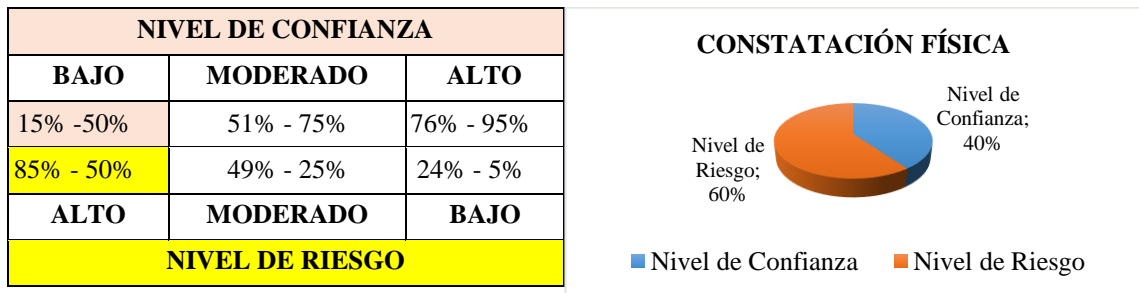 NIVEL DE CONFIANZA
BAJO MODERADO ALTO
15% -50% 51% - 75% 76% - 95%
85% - 50% 49% - 25% 24% - 5%
ALTO MODERADO BAJO
NIVEL DE RIESGO
CONSTATACIÓN FÍSICA
Nivel de
Confianza;
40%
Nivel de
Riesgo;
60%
Nivel de Confianza Nivel de Riesgo